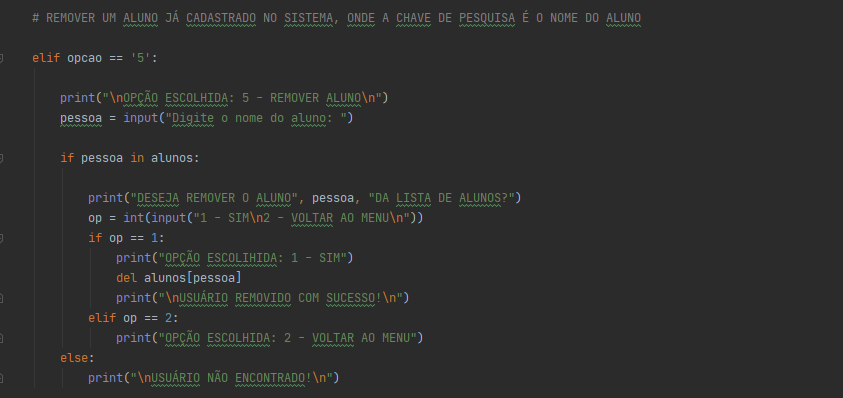 # REMOVER UM ALUNO JÁ CADASTRADO NO SISTEMA, ONDE A CHAVE DE PESQUISA É O NOME DO ALUNO
elif opcao == '5':
print("\nOPÇÃO ESCOLHIDA: 5 - REMOVER ALUNO\n")
pessoa = input("Digite o nome do aluno: ")
if pessoa in alunos:
print("DESEJA REMOVER O ALUNO", pessoa, "DA LISTA DE ALUNOS?")
op = int(input("1 - SIM\n2 - VOLTAR AO MENU\n"))
if op == 1:
print("OPÇÃO ESCOLIHIDA: 1 - SIM")
del alunos[pessoa]
print("\nUSUÁRIO REMOVIDO COM SUCESSO!\n")
elif op == 2:
print("OPÇÃO ESCOLHIDA: 2 - VOLTAR AO MENU")
else:
print("\nUSUÁRIO NÃO ENCONTRADO!\n")